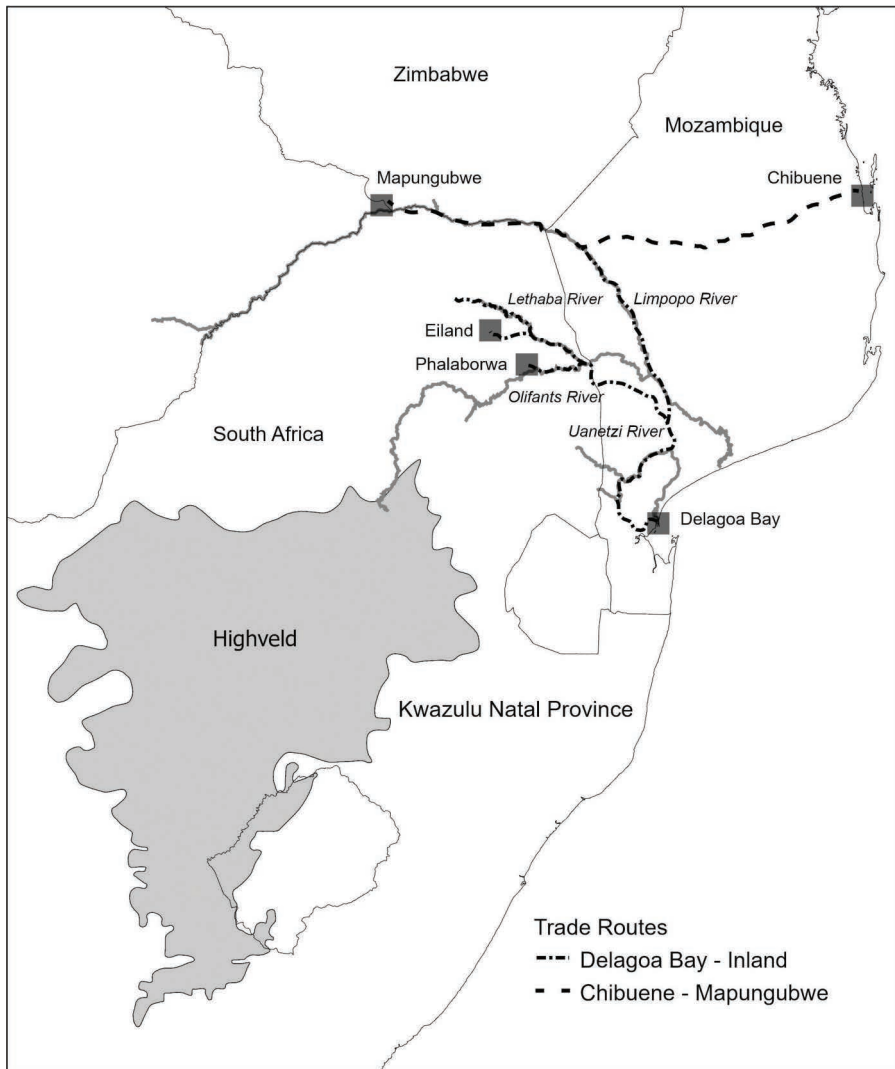 Zimbabwe
Mozambique
Mapungubwe
Chibuene
Lethaba River
Limpopo River
Eiland
Phalaborwa
Olifants River
Uanetzi River
South Africa
Delagoa Bay
Highveld
Kwazulu Natal Province
Trade Routes
Delagoa Bay - Inland
Chibuene - Mapungubwe